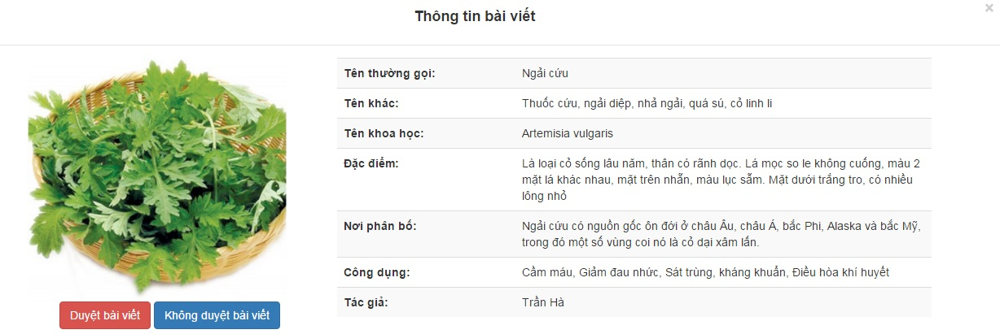 Thông tin bài viết
×
Tên thường gọi: Ngải cứu
Tên khác: Thuốc cứu, ngải diệp, nhả ngải, quá sú, cỏ linh li
Tên khoa học: Artemisia vulgaris
Đặc điểm: Là loại cỏ sống lâu năm, thân có rãnh dọc. Lá mọc so le không cuống, màu 2
mặt lá khác nhau, mặt trên nhẵn, màu lục sẫm. Mặt dưới trắng tro, có nhiều
lông nhỏ
Nơi phân bố: Ngải cứu có nguồn gốc ôn đới ở châu Âu, châu Á, bắc Phi, Alaska và bắc Mỹ,
trong đó một số vùng coi nó là cỏ dại xâm lấn.
Công dụng: Cầm máu, Giảm đau nhức, Sát trùng, kháng khuẩn, Điều hòa khí huyết
Tác giả: Trần Hà
Duyệt bài viết Không duyệt bài viết